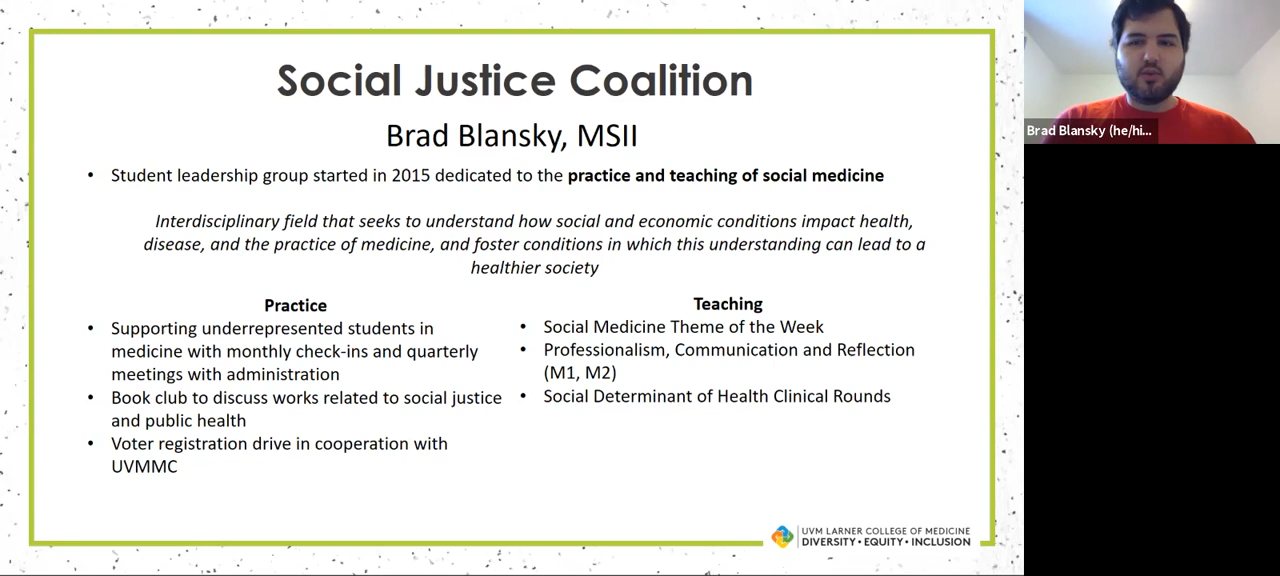 Social Justice Coalition
Brad Blansky, MSII
• Student leadership group started in 2015 dedicated to the practice and teaching of social medicine
Interdisciplinary field that seeks to understand how social and economic conditions impact health,
disease, and the practice of medicine, and foster conditions in which this understanding can lead to a
healthier society
Practice
• Supporting underrepresented students in
medicine with monthly check-ins and quarterly
meetings with administration
• Book club to discuss works related to social justice
and public health
• Voter registration drive in cooperation with
UVMMC
Teaching
• Social Medicine Theme of the Week
• Professionalism, Communication and Reflection
(M1, M2)
• Social Determinant of Health Clinical Rounds
UVM LARNER COLLEGE OF MEDICINE
DIVERSITY • EQUITY • INCLUSION
Brad Blansky (he/hi...